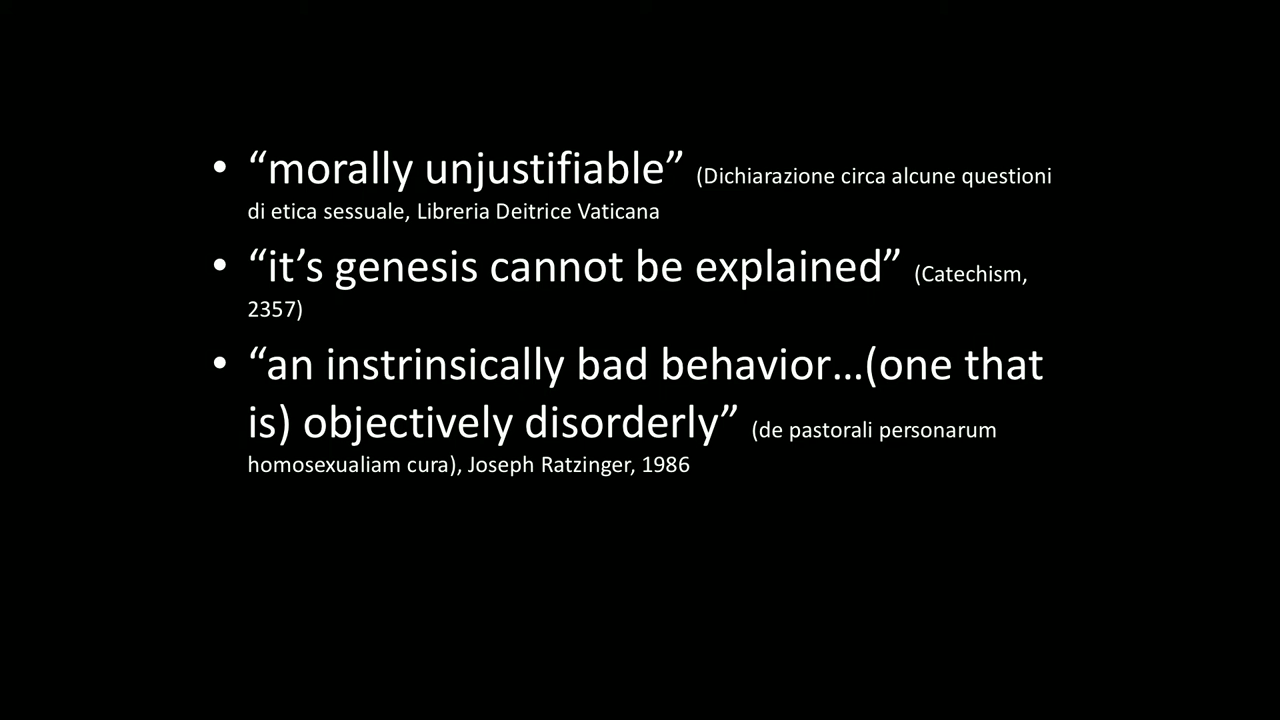 • “morally unjustifiable” (Dichiarazione circa alcune questioni
di etica sessuale, Libreria Deitrice Vaticana
• “it’s genesis cannot be explained” (Catechism,
2357)
• “an instrinsically bad behavior…(one that
is) objectively disorderly” (de pastorali personarum
homosexualiam cura), Joseph Ratzinger, 1986